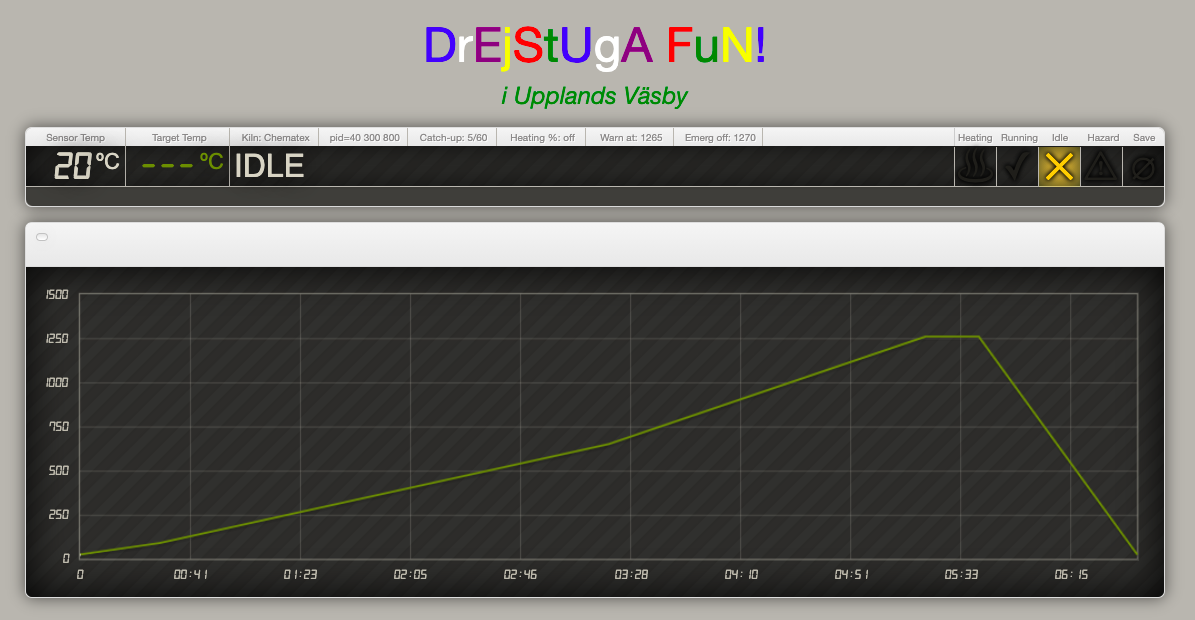 DrEjStUgA FuN!
i Upplands Väsby
Sensor Temp Target Temp Kiln: Chematex pid=40 300 800 Catch-up: 5/60 Heating %: off Warn at: 1265 Emerg off: 1270 Heating Running Idle Hazard Save
20 ºC - - - ºC IDLE
1500
1250
1000
750
500
250
0
0 00:41 01:23 02:05 02:46 03:28 04:10 04:51 05:33 06:15